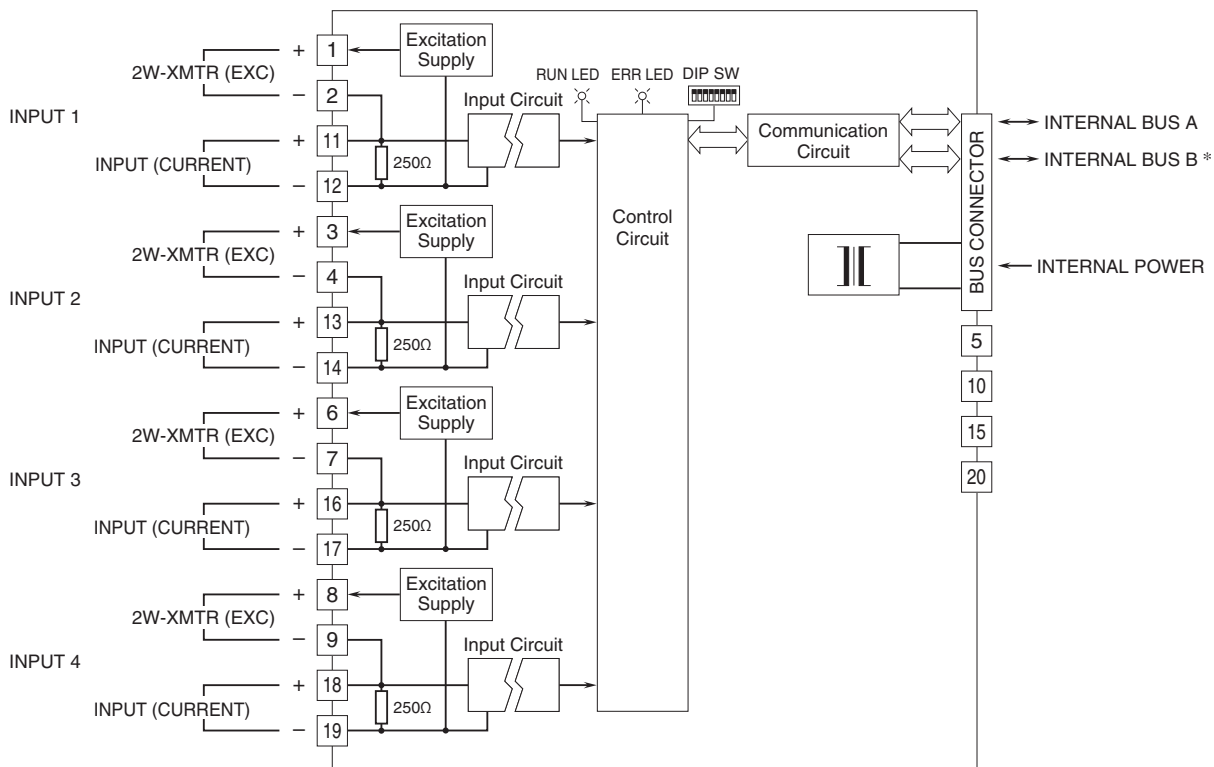 INPUT 1
2W-XMTR (EXC)
+
1
−
2
INPUT (CURRENT)
+
11
−
12
250Ω
Excitation
Supply
Input Circuit
INPUT 2
2W-XMTR (EXC)
+
3
−
4
INPUT (CURRENT)
+
13
−
14
250Ω
Excitation
Supply
Input Circuit
INPUT 3
2W-XMTR (EXC)
+
6
−
7
INPUT (CURRENT)
+
16
−
17
250Ω
Excitation
Supply
Input Circuit
INPUT 4
2W-XMTR (EXC)
+
8
−
9
INPUT (CURRENT)
+
18
−
19
250Ω
Excitation
Supply
Input Circuit
RUN LED
ERR LED
DIP SW
Control
Circuit
Communication
Circuit
BUS CONNECTOR
INTERNAL BUS A
INTERNAL BUS B *
INTERNAL POWER
5
10
15
20